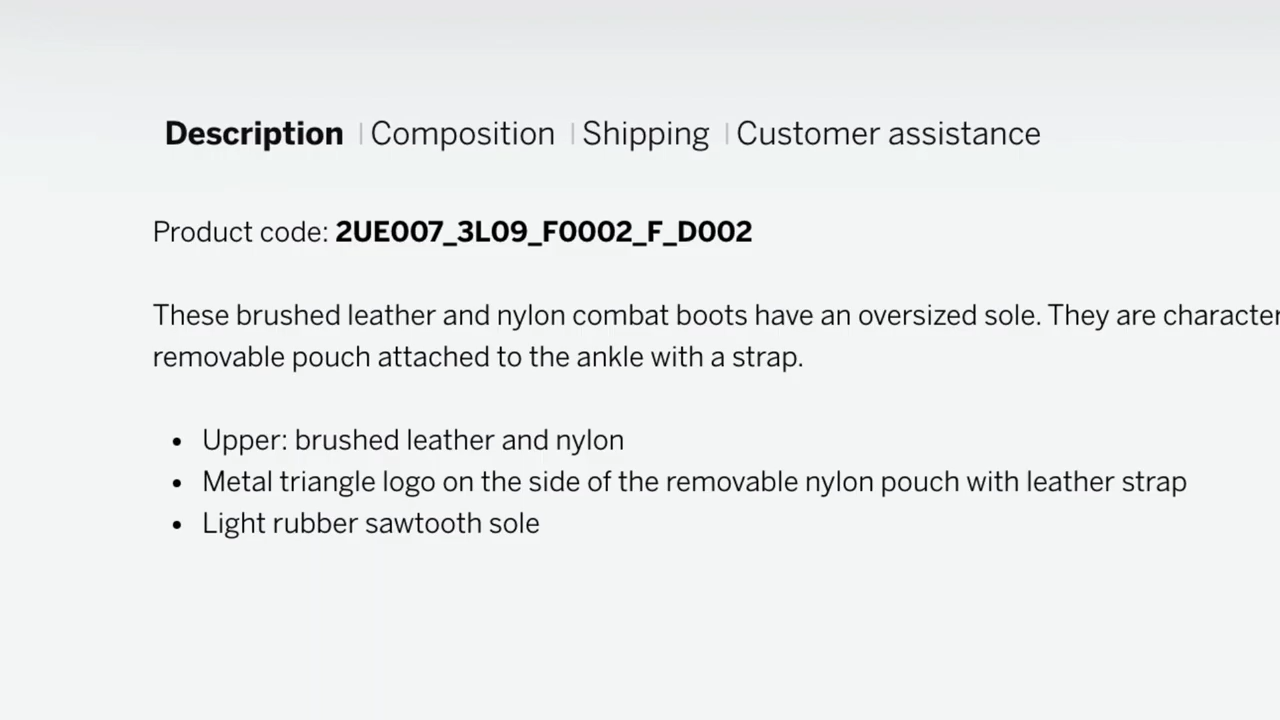 Description | Composition | Shipping | Customer assistance
Product code: 2UE007_3L09_F0002_F_D002
These brushed leather and nylon combat boots have an oversized sole. They are character
removable pouch attached to the ankle with a strap.
• Upper: brushed leather and nylon
• Metal triangle logo on the side of the removable nylon pouch with leather strap
• Light rubber sawtooth sole